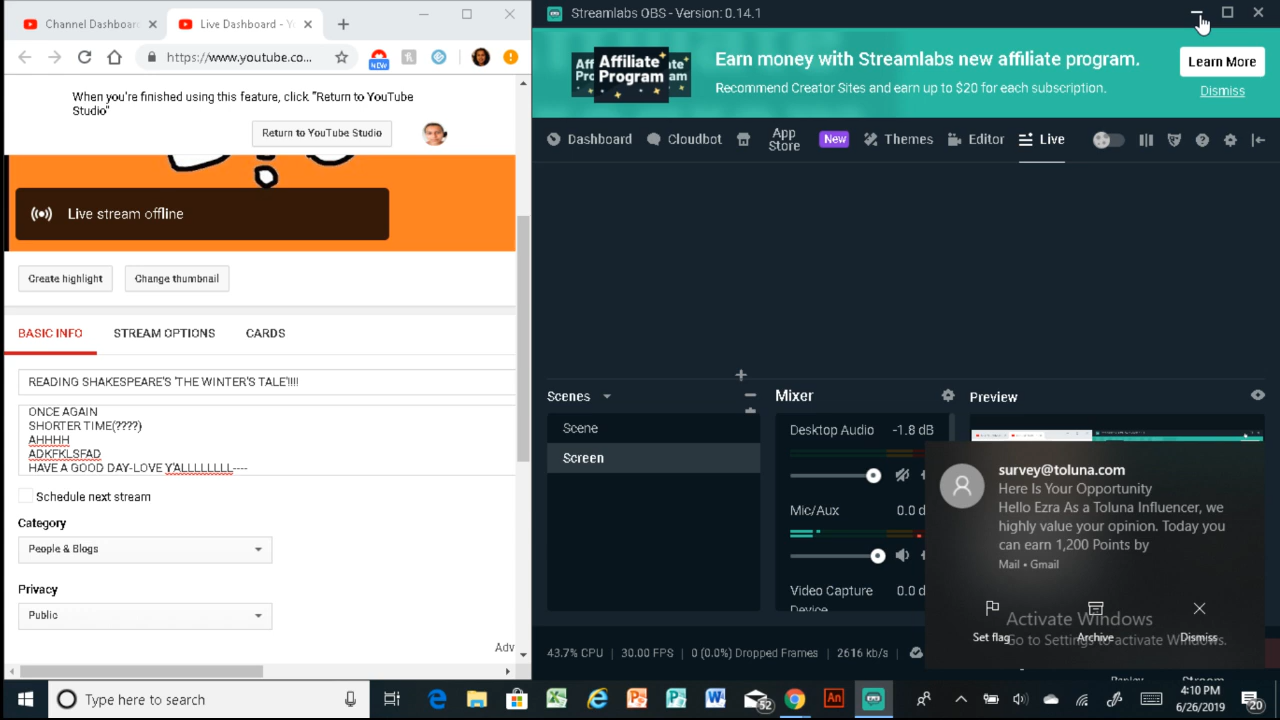 Channel Dashboard
Live Dashboard - Y
https://www.youtube.co...
NEW
When you're finished using this feature, click "Return to YouTube
Studio"
Return to YouTube Studio
Live stream offline
Create highlight
Change thumbnail
BASIC INFO
STREAM OPTIONS
CARDS
READING SHAKESPEARE'S 'THE WINTER'S TALE'!!!!
ONCE AGAIN
SHORTER TIME(????)
AHHHH
ADKFKLSFAD
HAVE A GOOD DAY-LOVE Y'ALLLLLLLL----
Schedule next stream
Category
People & Blogs
Privacy
Public
Adv
Streamlabs OBS - Version: 0.14.1
Affiliate
Program
Earn money with Streamlabs new affiliate program.
Recommend Creator Sites and earn up to $20 for each subscription.
Learn More
Dismiss
Dashboard
Cloudbot
App
Store
New
Themes
Editor
Live
Scenes
Scene
Screen
Mixer
Desktop Audio -1.8 dB
Mic/Aux 0.0 d
Video Capture 0.0 d
Device
Preview
survey@toluna.com
Here Is Your Opportunity
Hello Ezra As a Toluna Influencer, we
highly value your opinion. Today you
can earn 1,200 Points by
Mail • Gmail
Set flag
Archive
Dismiss
Activate Windows
Go to Settings to activate Windows.
43.7% CPU
30.00 FPS
0 (0.0%) Dropped Frames
2616 kb/s
Type here to search
52
An
4:10 PM
6/26/2019
20